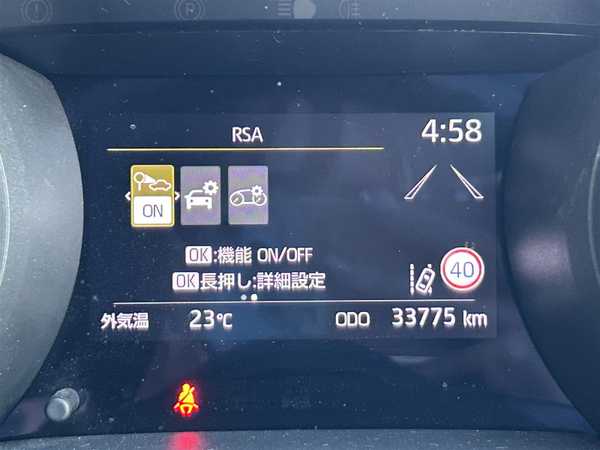 RSA
4:58
ON
OK:機能 ON/OFF
OK長押し:詳細設定
40
外気温 23℃ ODO 33775 km